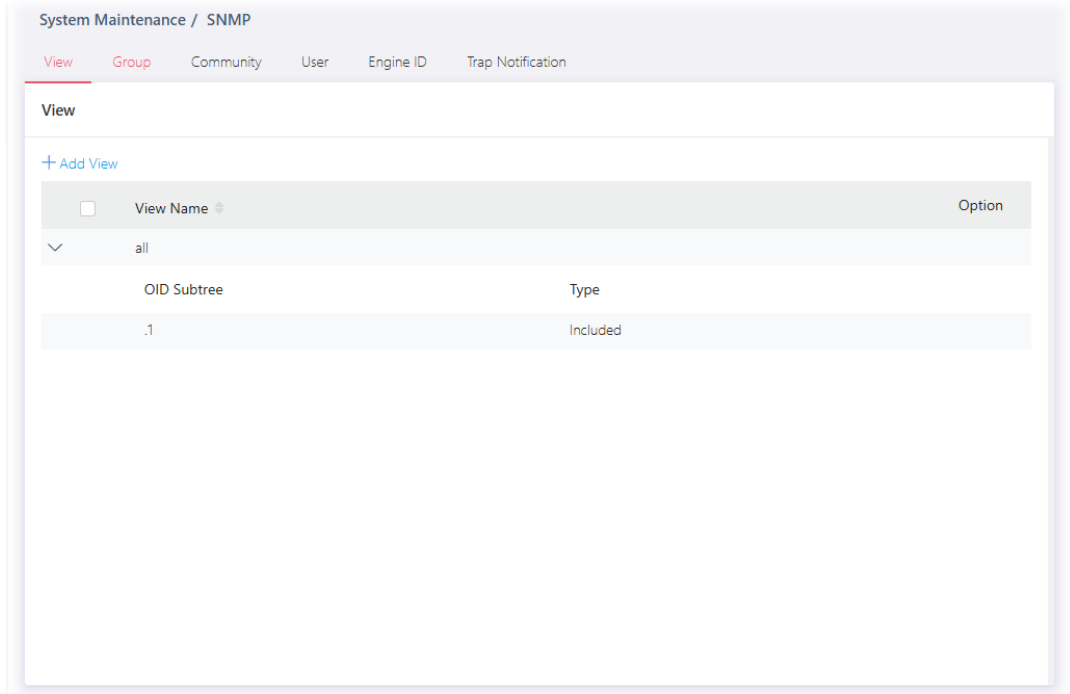 System Maintenance / SNMP
View Group Community User Engine ID Trap Notification
View
+ Add View
View Name Option
all
OID Subtree Type
.1 Included